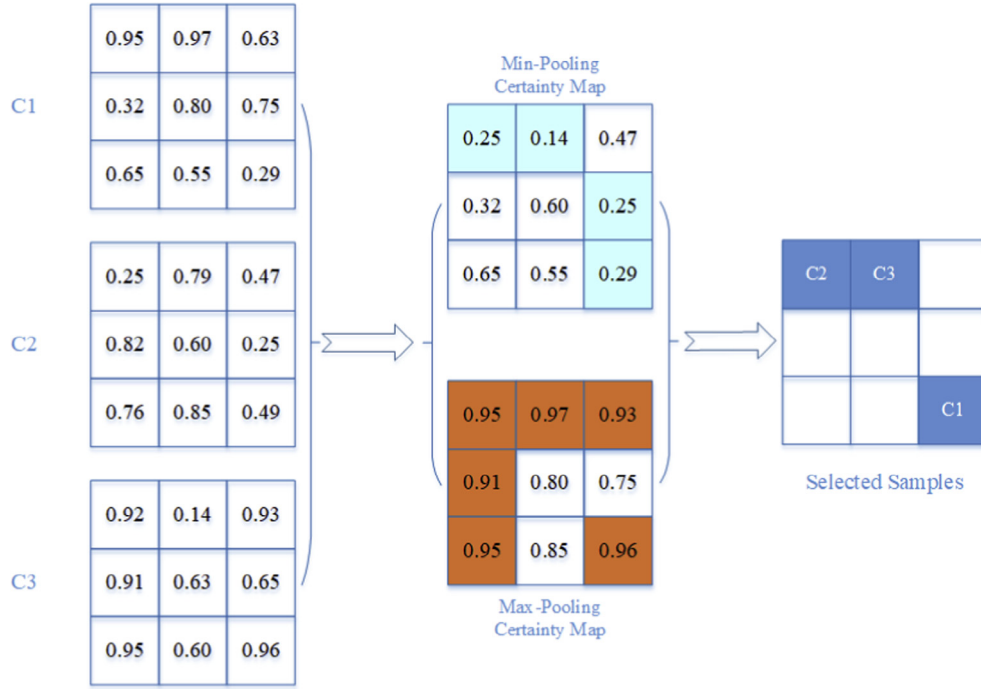 C1
0.95 0.97 0.63
0.32 0.80 0.75
0.65 0.55 0.29
C2
0.25 0.79 0.47
0.82 0.60 0.25
0.76 0.85 0.49
C3
0.92 0.14 0.93
0.91 0.63 0.65
0.95 0.60 0.96
Min-Pooling
Certainty Map
0.25 0.14 0.47
0.32 0.60 0.25
0.65 0.55 0.29
0.95 0.97 0.93
0.91 0.80 0.75
0.95 0.85 0.96
Max-Pooling
Certainty Map
C2 C3
C1
Selected Samples